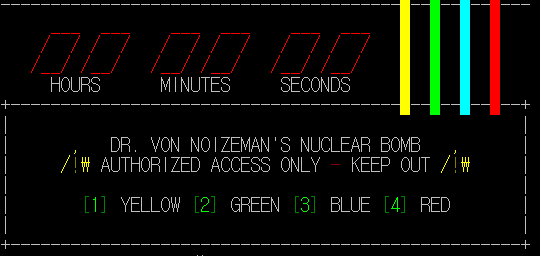 HOURS MINUTES SECONDS
DR. VON NOIZEMAN'S NUCLEAR BOMB
/¦₩ AUTHORIZED ACCESS ONLY - KEEP OUT /¦₩
[1] YELLOW [2] GREEN [3] BLUE [4] RED